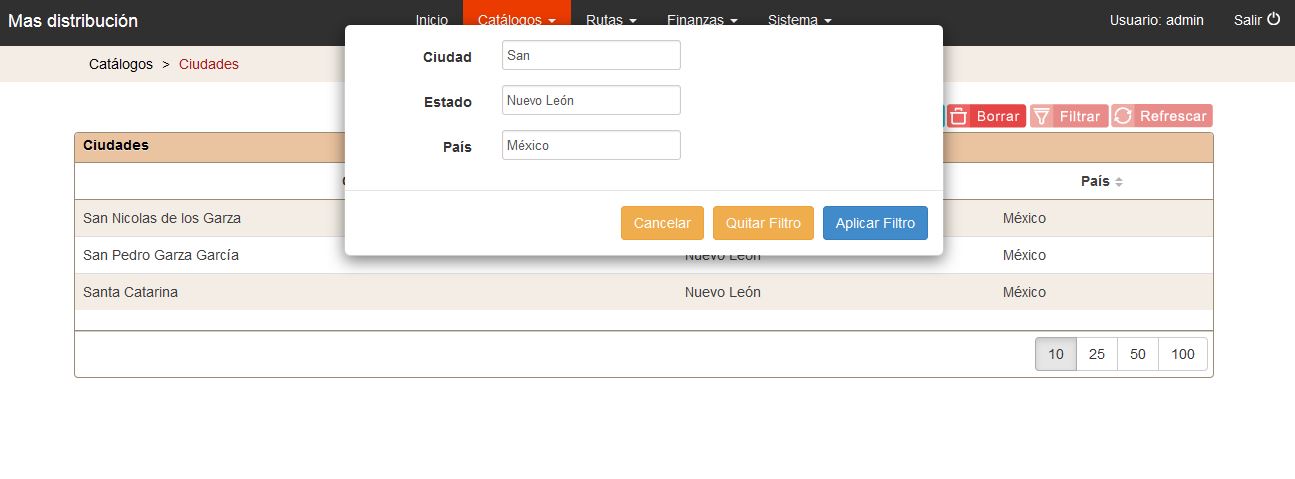 Mas distribución
Inicio Catálogos Rutas Finanzas Sistema
Usuario: admin Salir
Catálogos > Ciudades
Ciudad San
Estado Nuevo León
País México
Cancelar Quitar Filtro Aplicar Filtro
Borrar Filtrar Refrescar
Ciudades
País
San Nicolas de los Garza México
San Pedro Garza García Nuevo León México
Santa Catarina Nuevo León México
10 25 50 100